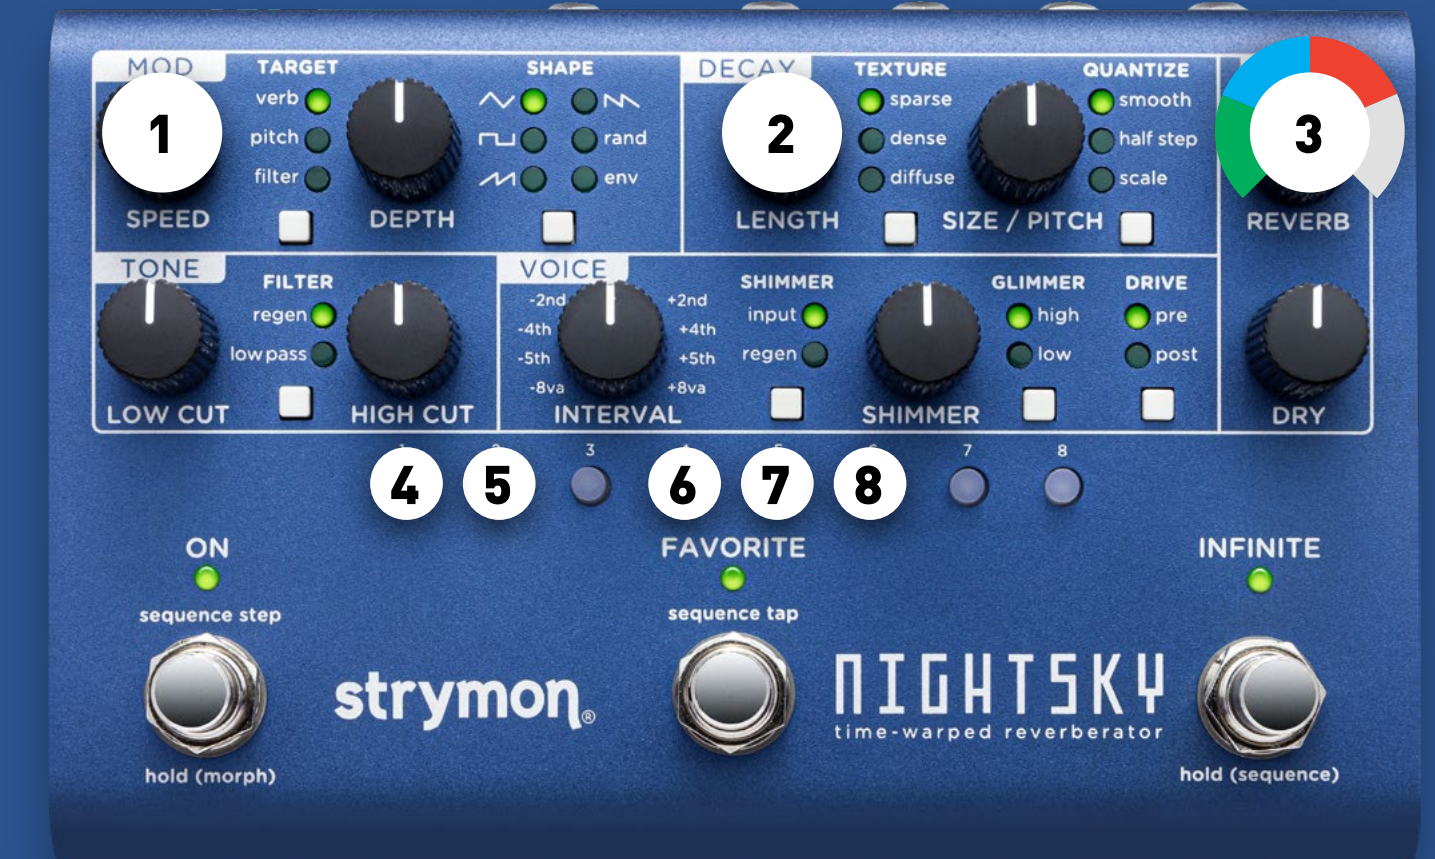 MOD
TARGET
SHAPE
DECAY
TEXTURE
QUANTIZE
verb
sparse
smooth
1
pitch
rand
2
dense
half step
3
filter
env
diffuse
scale
SPEED
DEPTH
LENGTH
SIZE / PITCH
REVERB
TONE
VOICE
FILTER
SHIMMER
GLIMMER
DRIVE
-2nd
+2nd
regen
input
high
pre
-4th
+4th
low pass
-5th
+5th
regen
low
post
-8va
+8va
LOW CUT
HIGH CUT
INTERVAL
SHIMMER
DRY
3
7
8
4
5
6
7
8
ON
FAVORITE
INFINITE
sequence step
sequence tap
strymon®
NIGHTSKY
time-warped reverberator
hold (morph)
hold (sequence)